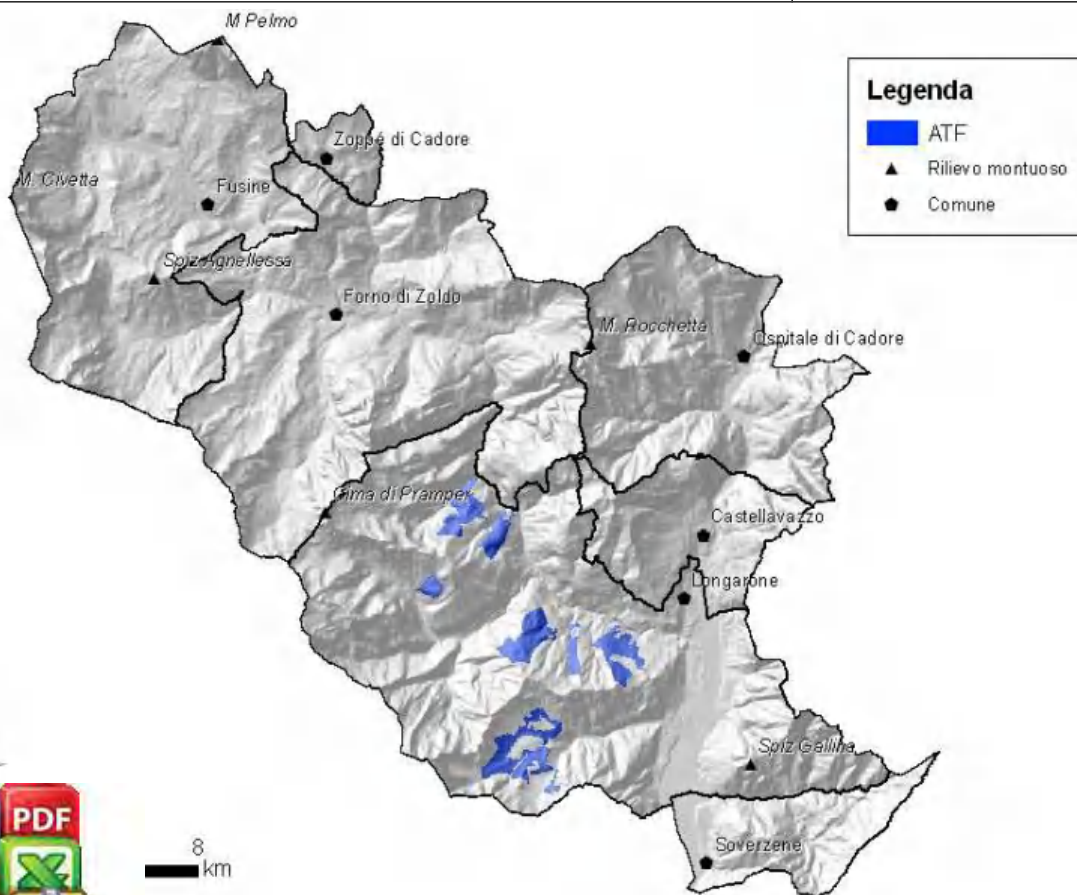 M Pelmo
Legenda
ATF
Rilievo montuoso
Comune
Zoppé di Cadore
M. Civetta
Fusine
Spiz Agnellessa
Forno di Zoldo
M. Rocchetta
Ospitale di Cadore
Cima di Pramper
Castellavazzo
Longarone
Spiz Gallina
PDF
8
km
Soverzene